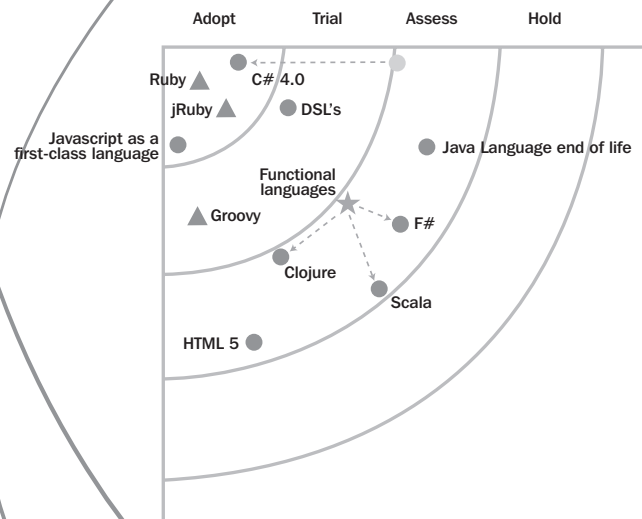 Adopt Trial Assess Hold
Ruby
C# 4.0
jRuby
DSL's
Javascript as a
first-class language
Java Language end of life
Functional
languages
Groovy
F#
Clojure
Scala
HTML 5